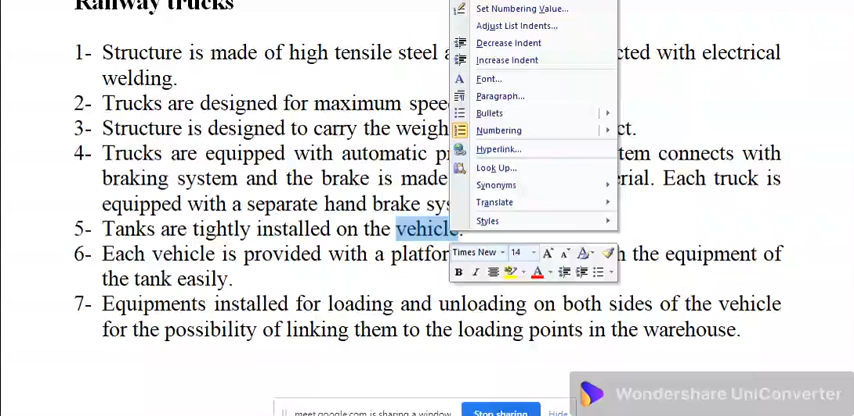 Railway trucks
Set Numbering Value...
Adjust List Indents...
Decrease Indent
Increase Indent
Font...
Paragraph...
Bullets
Numbering
Hyperlink...
Look Up...
Synonyms
Translate
Styles
1- Structure is made of high tensile steel cted with electrical
welding.
2- Trucks are designed for maximum spee
3- Structure is designed to carry the weigh ct.
4- Trucks are equipped with automatic p tem connects with
braking system and the brake is made rial. Each truck is
equipped with a separate hand brake sy
5- Tanks are tightly installed on the vehicle.
Times New 14
B I A
6- Each vehicle is provided with a platfor h the equipment of
the tank easily.
7- Equipments installed for loading and unloading on both sides of the vehicle
for the possibility of linking them to the loading points in the warehouse.
Wondershare UniConverter
meet.google.com is sharing a window. Stop sharing Hide